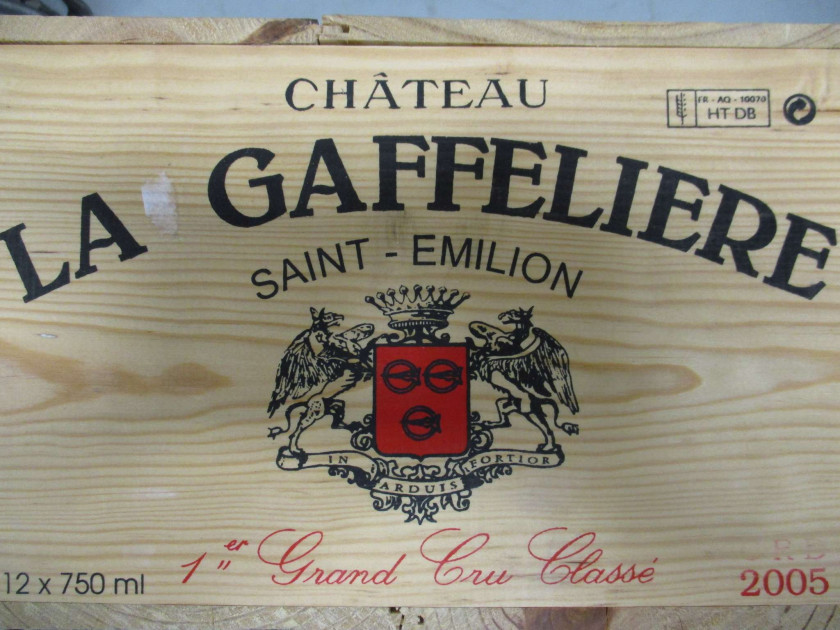 CHÂTEAU
FR - AQ - 10070
HT DB
LA GAFFELIERE
SAINT - EMILION
IN ARDUIS FORTIOR
1er Grand Cru Classé
12 x 750 ml
2005